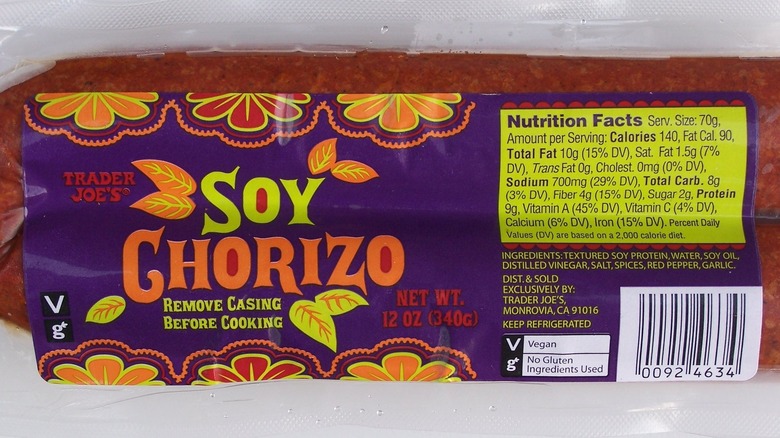 TRADER
JOE'S®
SOY
CHORIZO
REMOVE CASING
BEFORE COOKING
NET WT.
12 OZ (340g)
V
g*
Nutrition Facts Serv. Size: 70g,
Amount per Serving: Calories 140, Fat Cal. 90,
Total Fat 10g (15% DV), Sat. Fat 1.5g (7%
DV), Trans Fat 0g, Cholest. 0mg (0% DV),
Sodium 700mg (29% DV), Total Carb. 8g
(3% DV), Fiber 4g (15% DV), Sugar 2g, Protein
9g, Vitamin A (45% DV), Vitamin C (4% DV),
Calcium (6% DV), Iron (15% DV). Percent Daily
Values (DV) are based on a 2,000 calorie diet.
INGREDIENTS: TEXTURED SOY PROTEIN, WATER, SOY OIL,
DISTILLED VINEGAR, SALT, SPICES, RED PEPPER, GARLIC.
DIST. & SOLD
EXCLUSIVELY BY:
TRADER JOE'S,
MONROVIA, CA 91016
KEEP REFRIGERATED
V Vegan
g* No Gluten
Ingredients Used
0092 4634